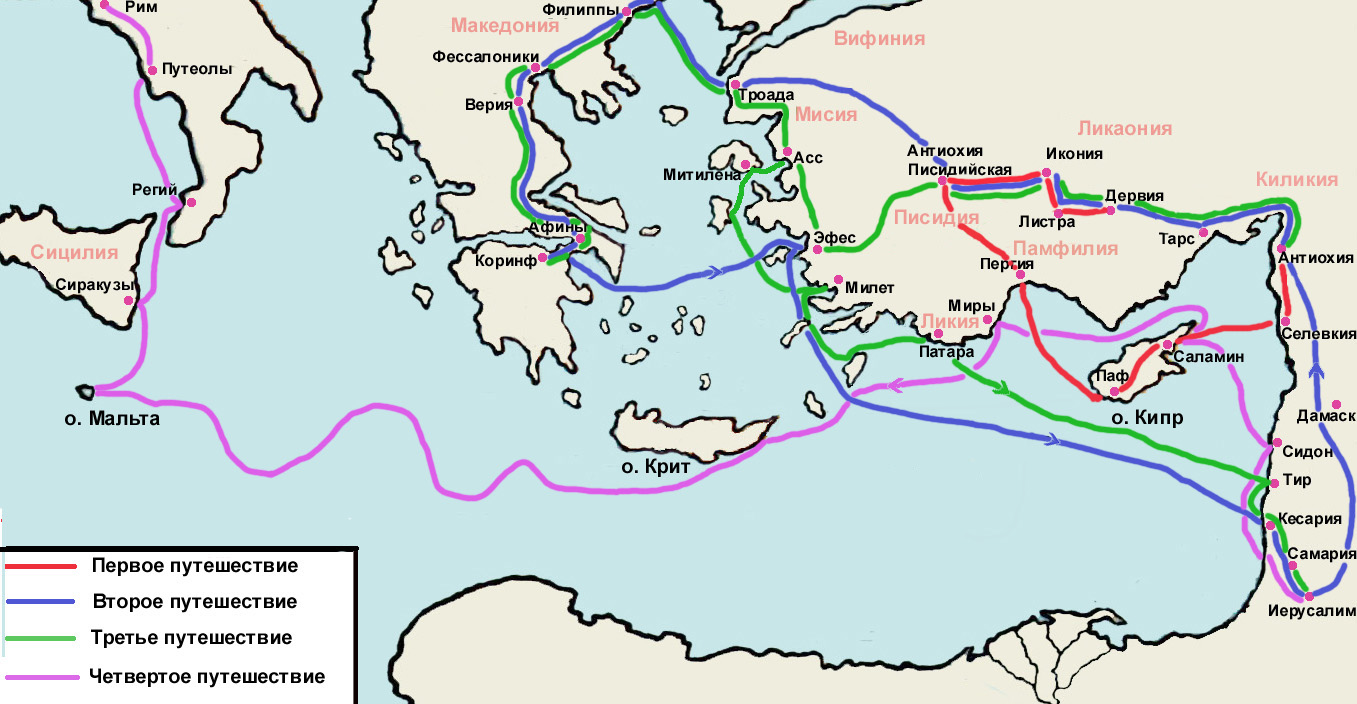 Рим
Филиппы
Македония
Вифиния
Фессалоники
Путеолы
Троада
Верия
Мисия
Ликаония
Антиохия
Писидийская
Икония
Асс
Митилена
Киликия
Регий
Дервия
Писидия
Листра
Афины
Эфес
Тарс
Сицилия
Памфилия
Коринф
Пергия
Антиохия
Сиракузы
Милет
Миры
Ликия
Селевкия
Патара
Саламин
Паф
о. Мальта
о. Кипр
Дамаск
Сидон
о. Крит
Тир
Кесария
Самария
Иерусалим
Первое путешествие
Второе путешествие
Третье путешествие
Четвертое путешествие